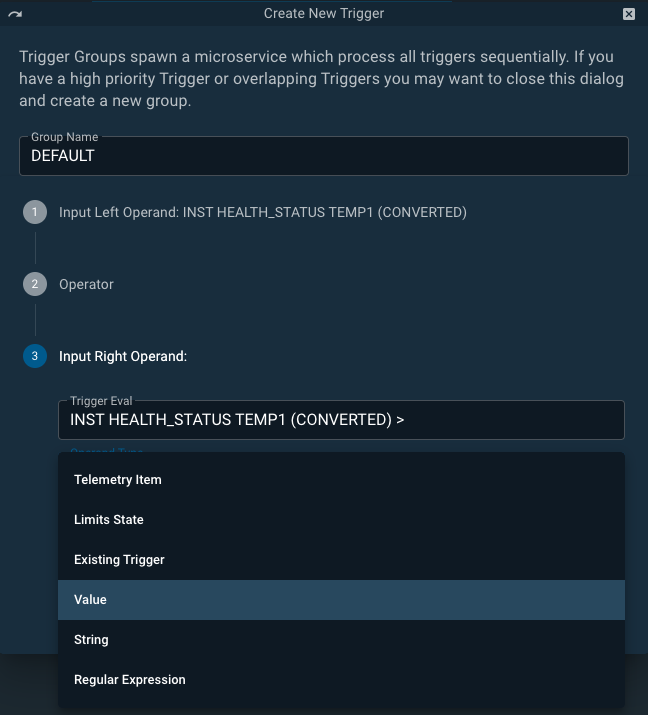 Create New Trigger
Trigger Groups spawn a microservice which process all triggers sequentially. If you
have a high priority Trigger or overlapping Triggers you may want to close this dialog
and create a new group.
Group Name
DEFAULT
1 Input Left Operand: INST HEALTH_STATUS TEMP1 (CONVERTED)
2 Operator
3 Input Right Operand:
Trigger Eval
INST HEALTH_STATUS TEMP1 (CONVERTED) >
Operand Type
Telemetry Item
Limits State
Existing Trigger
Value
String
Regular Expression